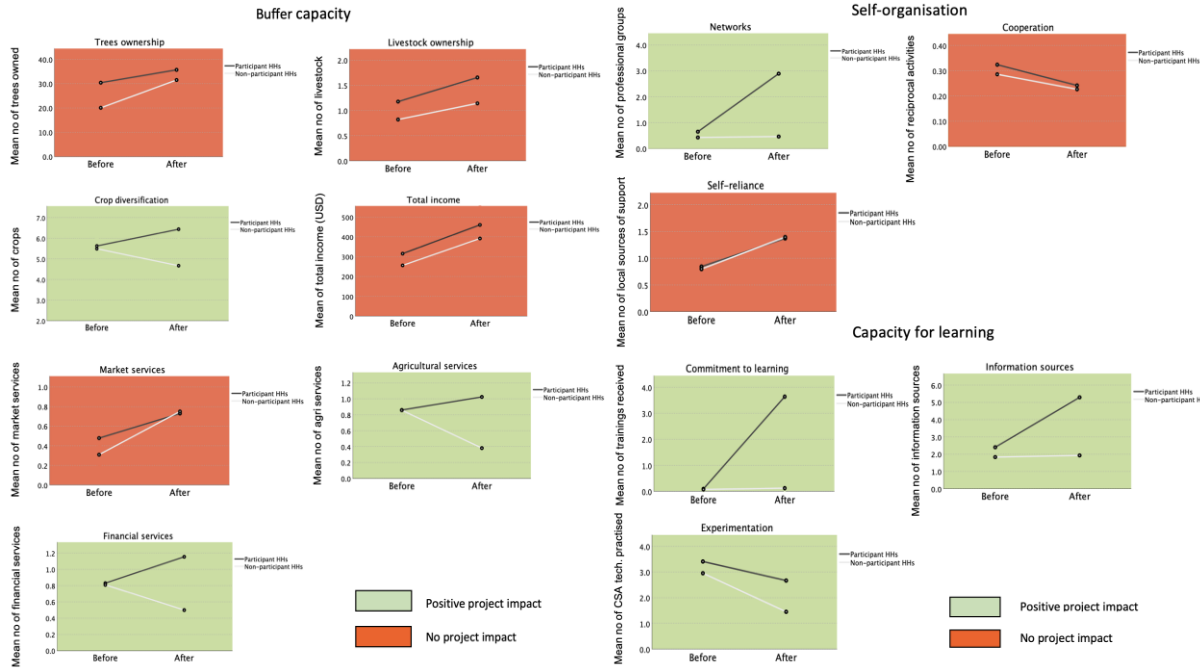 Buffer capacity
Trees ownership
Mean no of trees owned
40.0
30.0
20.0
10.0
0.0
Before After
Participant HHs
Non-participant HHs
Livestock ownership
Mean no of livestock
2.0
1.5
1.0
0.5
0.0
Before After
Participant HHs
Non-participant HHs
Crop diversification
Mean no of crops
7.0
6.0
5.0
4.0
3.0
2.0
Before After
Participant HHs
Non-participant HHs
Total income
Mean of total income (USD)
500
400
300
200
100
0
Before After
Participant HHs
Non-participant HHs
Market services
Mean no of market services
1.0
0.8
0.6
0.4
0.2
0.0
Before After
Participant HHs
Non-participant HHs
Agricultural services
Mean no of agri services
1.2
1.0
0.8
0.6
0.4
0.2
0.0
Before After
Participant HHs
Non-participant HHs
Financial services
Mean no of financial services
1.2
1.0
0.8
0.6
0.4
0.2
0.0
Before After
Participant HHs
Non-participant HHs
Positive project impact
No project impact
Self-organisation
Networks
Mean no of professional groups
4.0
3.0
2.0
1.0
0.0
Before After
Participant HHs
Non-participant HHs
Cooperation
Mean no of reciprocal activities
0.40
0.30
0.20
0.10
0.00
Before After
Participant HHs
Non-participant HHs
Self-reliance
Mean no of local sources of support
2.0
1.5
1.0
0.5
0.0
Before After
Participant HHs
Non-participant HHs
Capacity for learning
Commitment to learning
Mean no of trainings received
4.0
3.0
2.0
1.0
0.0
Before After
Participant HHs
Non-participant HHs
Information sources
Mean no of information sources
6.0
5.0
4.0
3.0
2.0
1.0
0.0
Before After
Participant HHs
Non-participant HHs
Experimentation
Mean no of CSA tech. practised
4.0
3.0
2.0
1.0
0.0
Before After
Participant HHs
Non-participant HHs
Positive project impact
No project impact